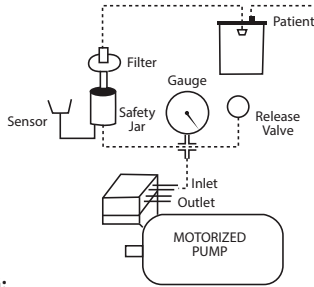 Patient
Filter
Gauge
Sensor
Safety
Jar
Release
Valve
Inlet
Outlet
MOTORIZED
PUMP